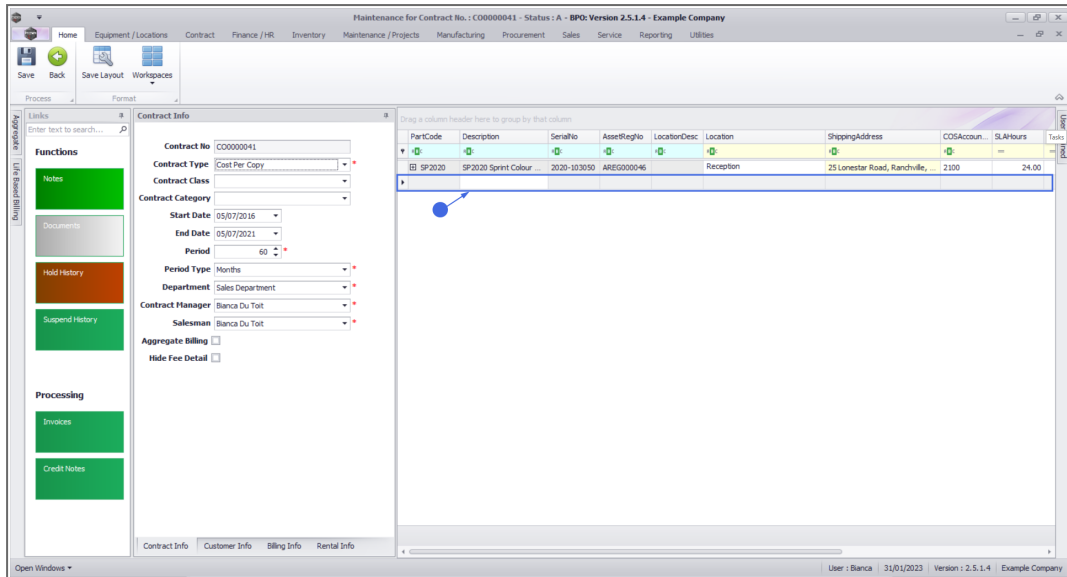 Maintenance for Contract No. : CO0000041 - Status : A - BPO: Version 2.5.1.4 - Example Company
Home Equipment / Locations Contract Finance / HR Inventory Maintenance / Projects Manufacturing Procurement Sales Service Reporting Utilities
Save Back Save Layout Workspaces
Process Format
Aggregate
Life Based Billing
Links
Enter text to search...
Functions
Notes
Documents
Hold History
Suspend History
Processing
Invoices
Credit Notes
Contract Info
Contract No CO0000041
Contract Type Cost Per Copy *
Contract Class
Contract Category
Start Date 05/07/2016
End Date 05/07/2021
Period 60 *
Period Type Months *
Department Sales Department *
Contract Manager Bianca Du Toit *
Salesman Bianca Du Toit *
Aggregate Billing
Hide Fee Detail
Contract Info Customer Info Billing Info Rental Info
Drag a column header here to group by that column
PartCode Description SerialNo AssetRegNo LocationDesc Location ShippingAddress COSAccoun... SLAHours
SP2020 SP2020 Sprint Colour ... 2020-103050 AREG000046 Reception 25 Lonestar Road, Ranchville, ... 2100 24.00
Tasks
Open Windows
User : Bianca 31/01/2023 Version : 2.5.1.4 Example Company